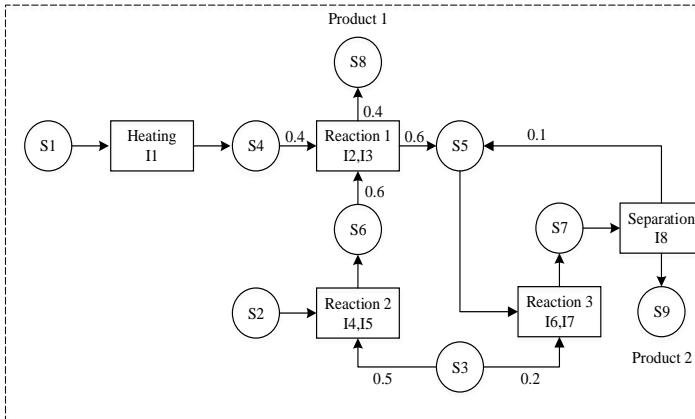 Product 1
S8
0.4
S1
Heating
I1
S4
0.4
Reaction 1
I2,I3
0.6
S5
0.1
0.6
S6
S7
Separation
I8
S2
Reaction 2
I4,I5
Reaction 3
I6,I7
S9
0.5
S3
0.2
Product 2